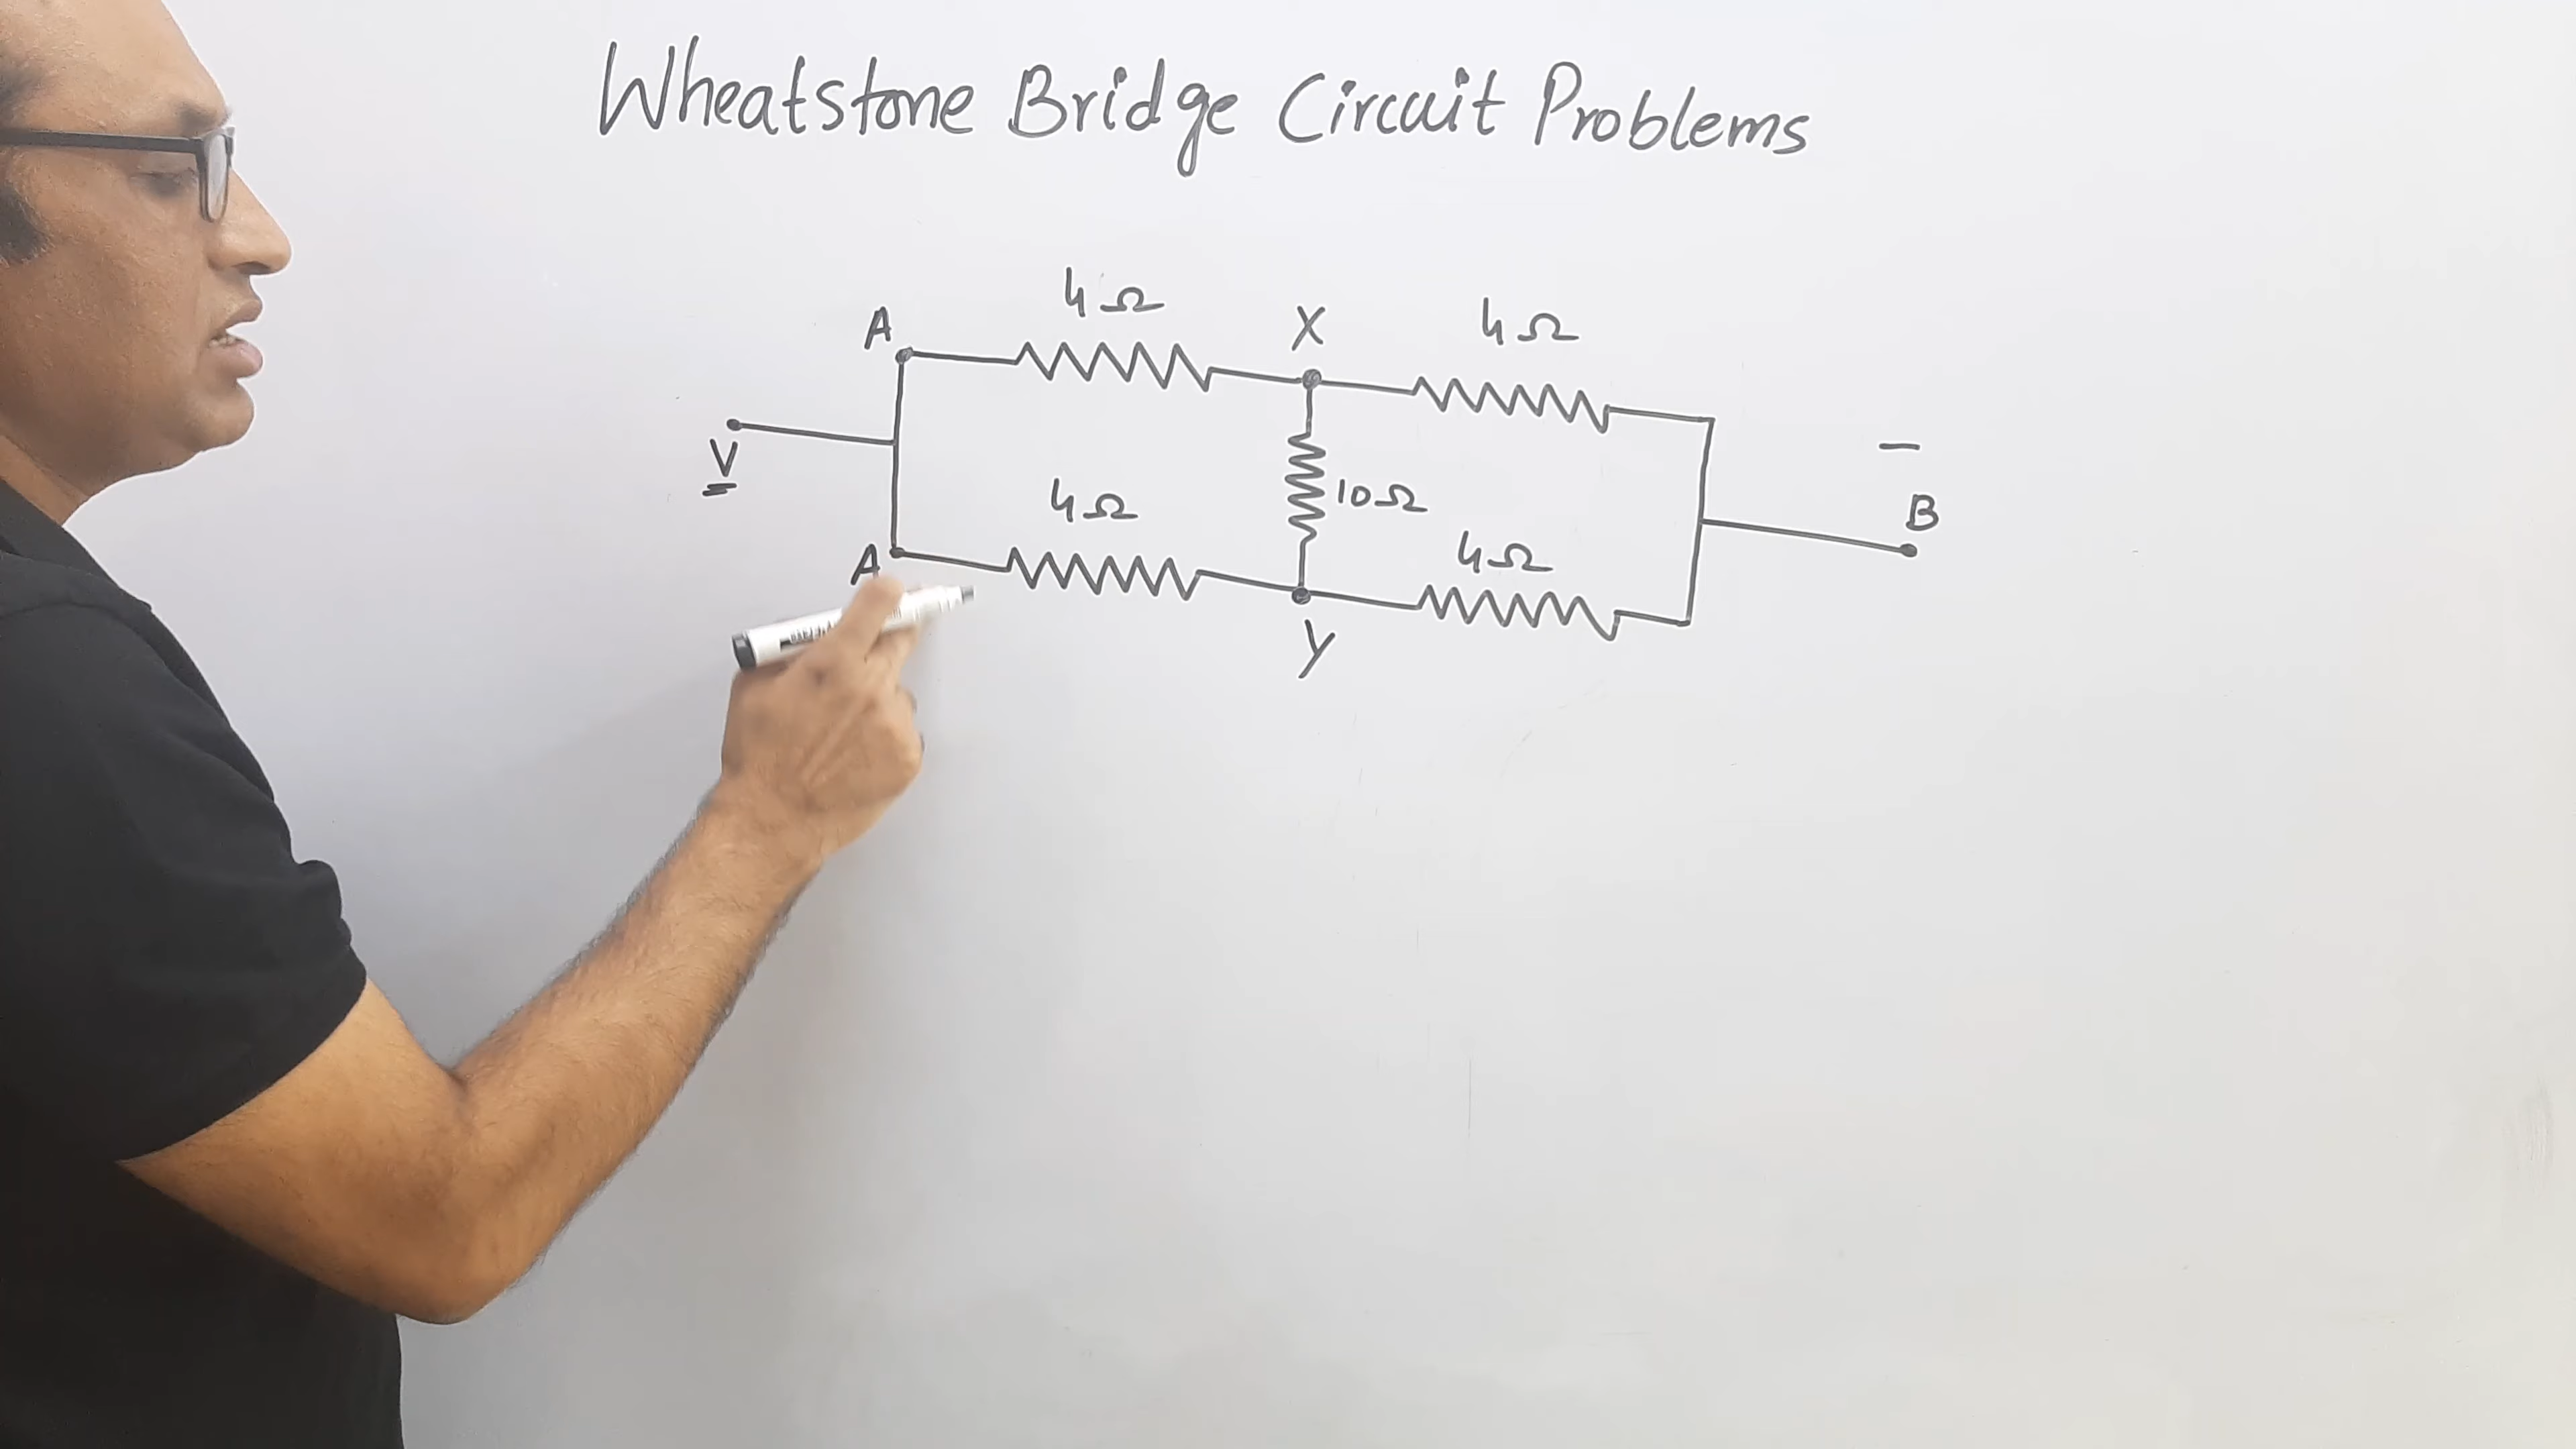 Wheatstone Bridge Circuit Problems
4Ω
A
X
4Ω
V
4Ω
10Ω
B
A
4Ω
Y